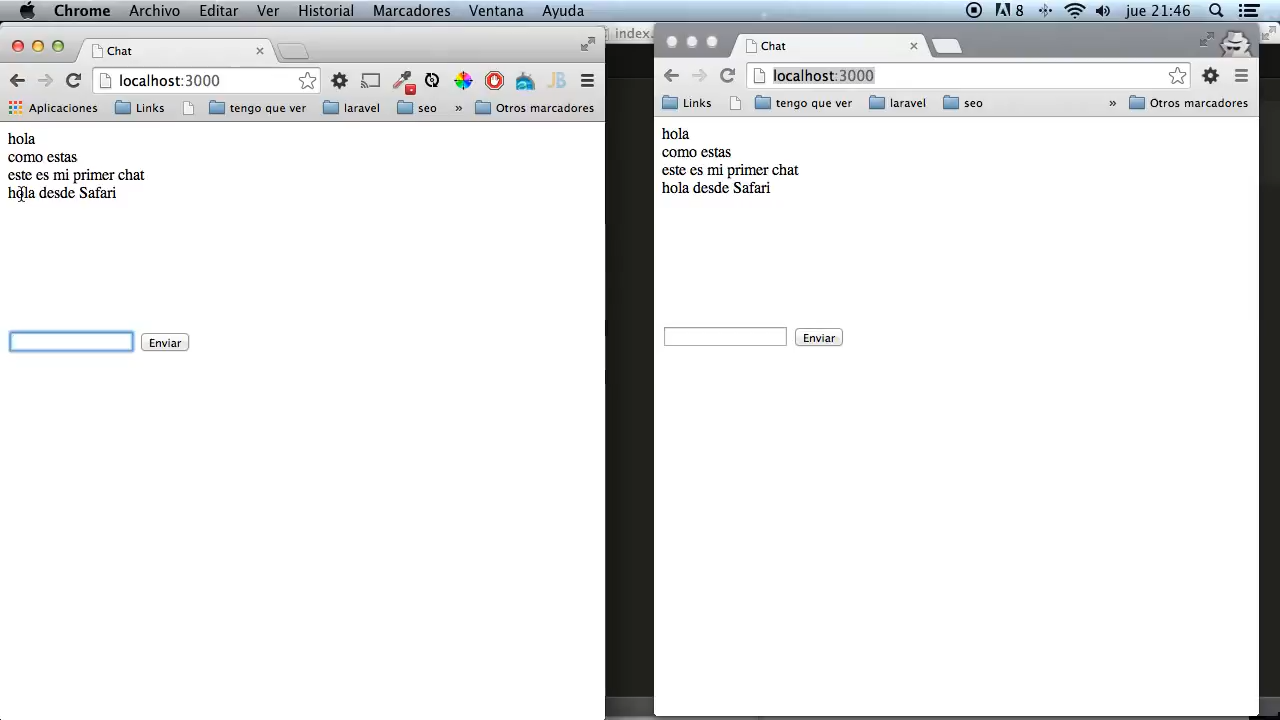 Chrome Archivo Editar Ver Historial Marcadores Ventana Ayuda
8 jue 21:46
index.
Chat
localhost:3000
Aplicaciones Links tengo que ver laravel seo » Otros marcadores
hola
como estas
este es mi primer chat
hola desde Safari
Enviar
Chat
localhost:3000
Links tengo que ver laravel seo » Otros marcadores
hola
como estas
este es mi primer chat
hola desde Safari
Enviar